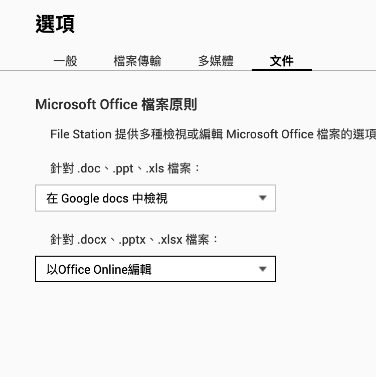 選項
一般 檔案傳輸 多媒體 文件
Microsoft Office 檔案原則
File Station 提供多種檢視或編輯 Microsoft Office 檔案的選項
針對 .doc、.ppt、.xls 檔案：
在 Google docs 中檢視
針對 .docx、.pptx、.xlsx 檔案：
以Office Online編輯